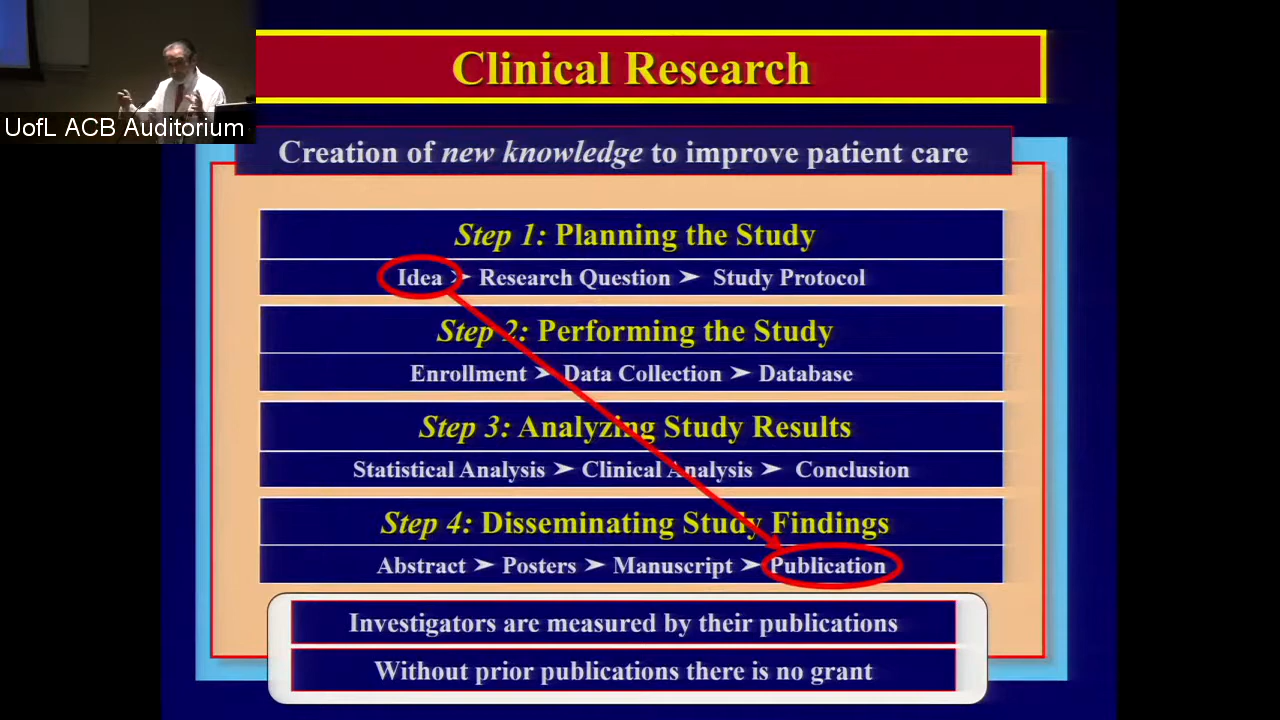 Clinical Research
UofL ACB Auditorium
Creation of new knowledge to improve patient care
Step 1: Planning the Study
Idea ➤ Research Question ➤ Study Protocol
Step 2: Performing the Study
Enrollment ➤ Data Collection ➤ Database
Step 3: Analyzing Study Results
Statistical Analysis ➤ Clinical Analysis ➤ Conclusion
Step 4: Disseminating Study Findings
Abstract ➤ Posters ➤ Manuscript ➤ Publication
Investigators are measured by their publications
Without prior publications there is no grant